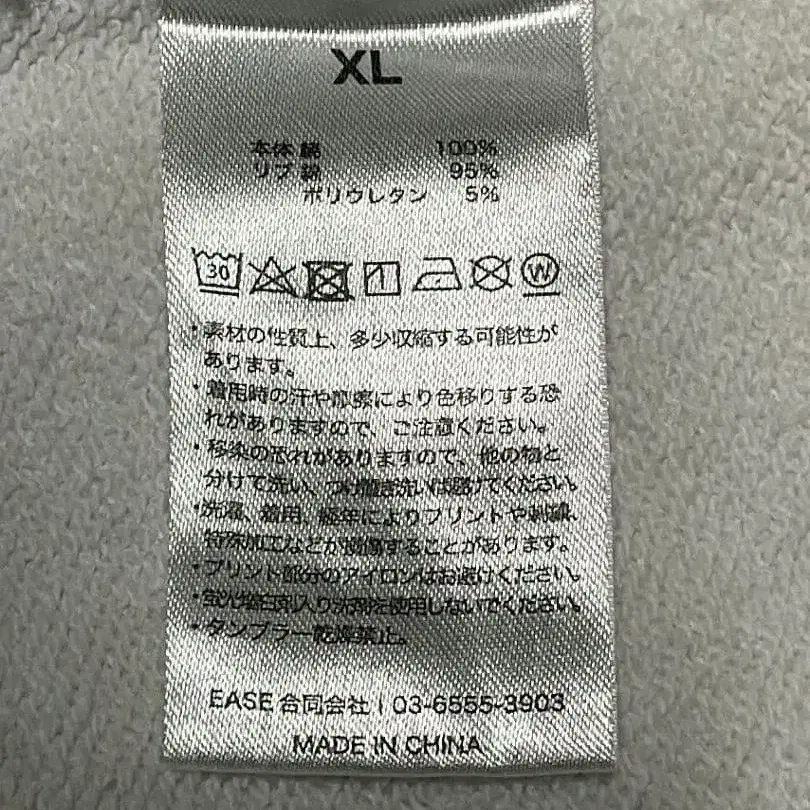 XL
本体 綿 100%
リブ 綿 95%
ポリウレタン 5%
30
W
・素材の性質上、多少収縮する可能性が
あります。
・着用時の汗や摩擦により色移りする恐
れがありますので、ご注意ください。
・移染の恐れがありますので、他の物と
分けて洗い、つけ置き洗いは避けてください。
・洗濯、着用、経年によりプリントや刺繍、
特殊加工などが損傷することがあります。
・プリント部分のアイロンはお避けください。
・蛍光増白剤入り洗剤を使用しないでください。
・タンブラー乾燥禁止。
EASE 合同会社 | 03-6555-3903
MADE IN CHINA